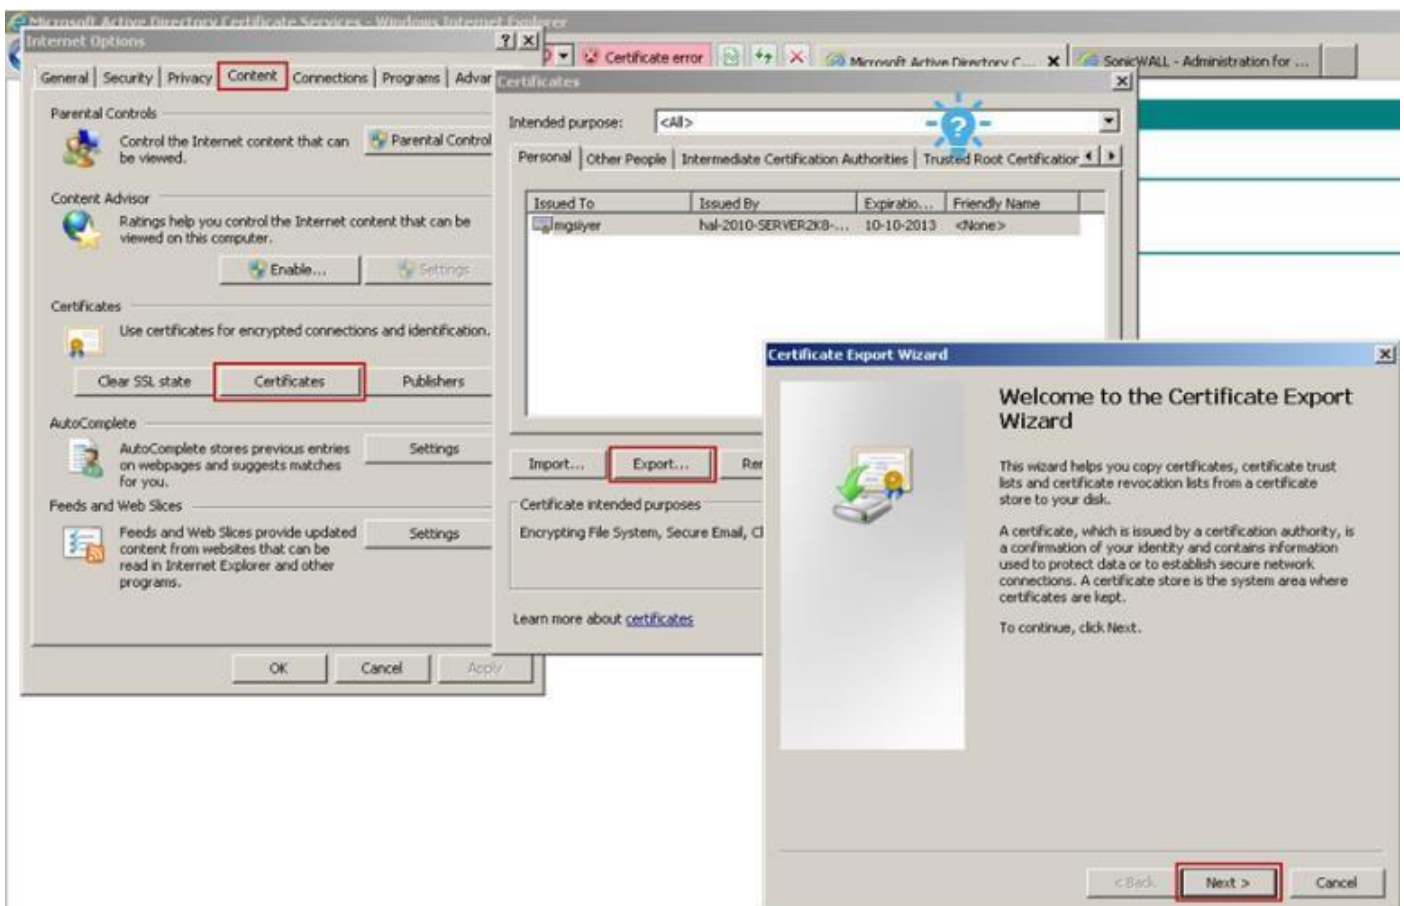 Microsoft Active Directory Certificate Services - Windows Internet Explorer
Internet Options
General Security Privacy Content Connections Programs Advar
Parental Controls
Control the Internet content that can
be viewed.
Parental Control
Content Advisor
Ratings help you control the Internet content that can be
viewed on this computer.
Enable... Settings
Certificates
Use certificates for encrypted connections and identification.
Clear SSL state Certificates Publishers
AutoComplete
AutoComplete stores previous entries
on webpages and suggests matches
for you.
Settings
Feeds and Web Slices
Feeds and Web Slices provide updated
content from websites that can be
read in Internet Explorer and other
programs.
Settings
OK Cancel Apply
Certificate error
Microsoft Active Directory C...
SonicWALL - Administration for ...
Certificates
Intended purpose: <All>
?
Personal Other People Intermediate Certification Authorities Trusted Root Certification
Issued To Issued By Expiratio... Friendly Name
mgsiyer hal-2010-SERVER2K8-... 10-10-2013 <None>
Import... Export... Rer
Certificate intended purposes
Encrypting File System, Secure Email, Cl
Learn more about certificates
Certificate Export Wizard
Welcome to the Certificate Export
Wizard
This wizard helps you copy certificates, certificate trust
lists and certificate revocation lists from a certificate
store to your disk.
A certificate, which is issued by a certification authority, is
a confirmation of your identity and contains information
used to protect data or to establish secure network
connections. A certificate store is the system area where
certificates are kept.
To continue, click Next.
< Back Next > Cancel